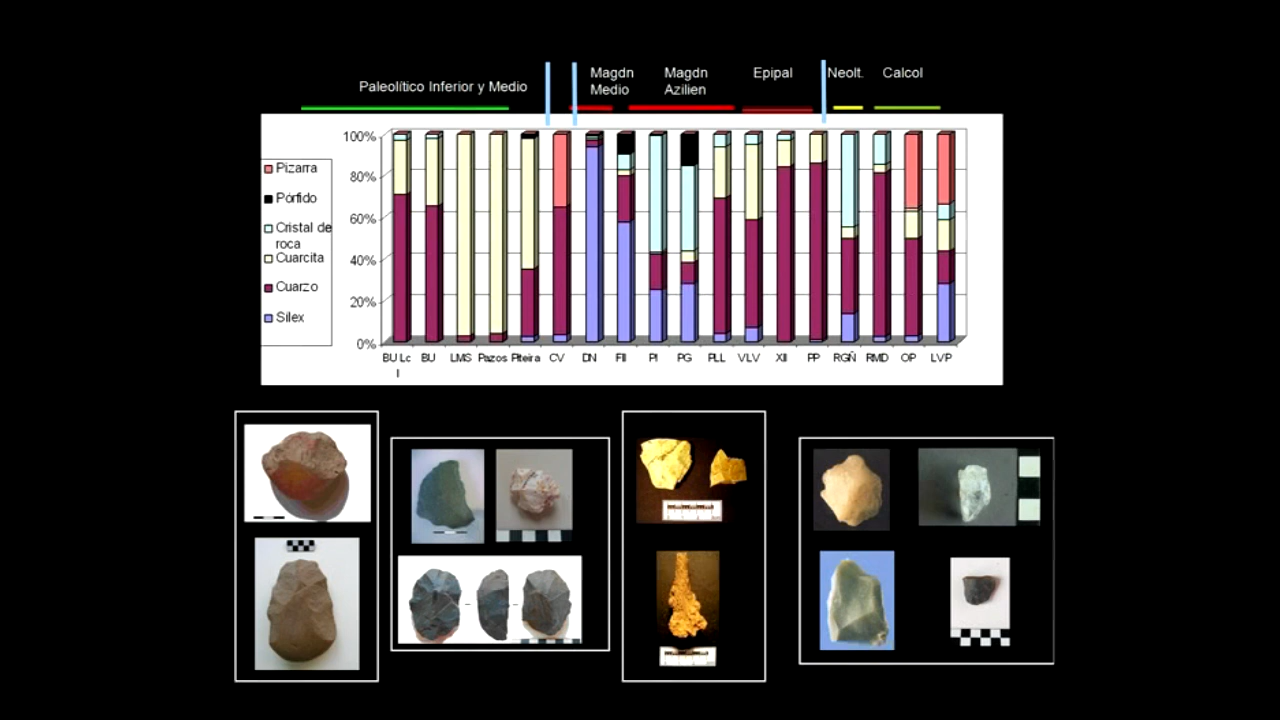 Paleolítico Inferior y Medio
Magdn
Medio
Magdn
Azilien
Epipal
Neolt.
Calcol
Pizarra
Pórfido
Cristal de
roca
Cuarcita
Cuarzo
Sílex
100%
80%
60%
40%
20%
0%
BU Lc
I
BU
LMS
Pazos
Piteira
CV
DN
FII
PI
PG
PLL
VLV
XII
PP
RGÑ
RMD
OP
LVP